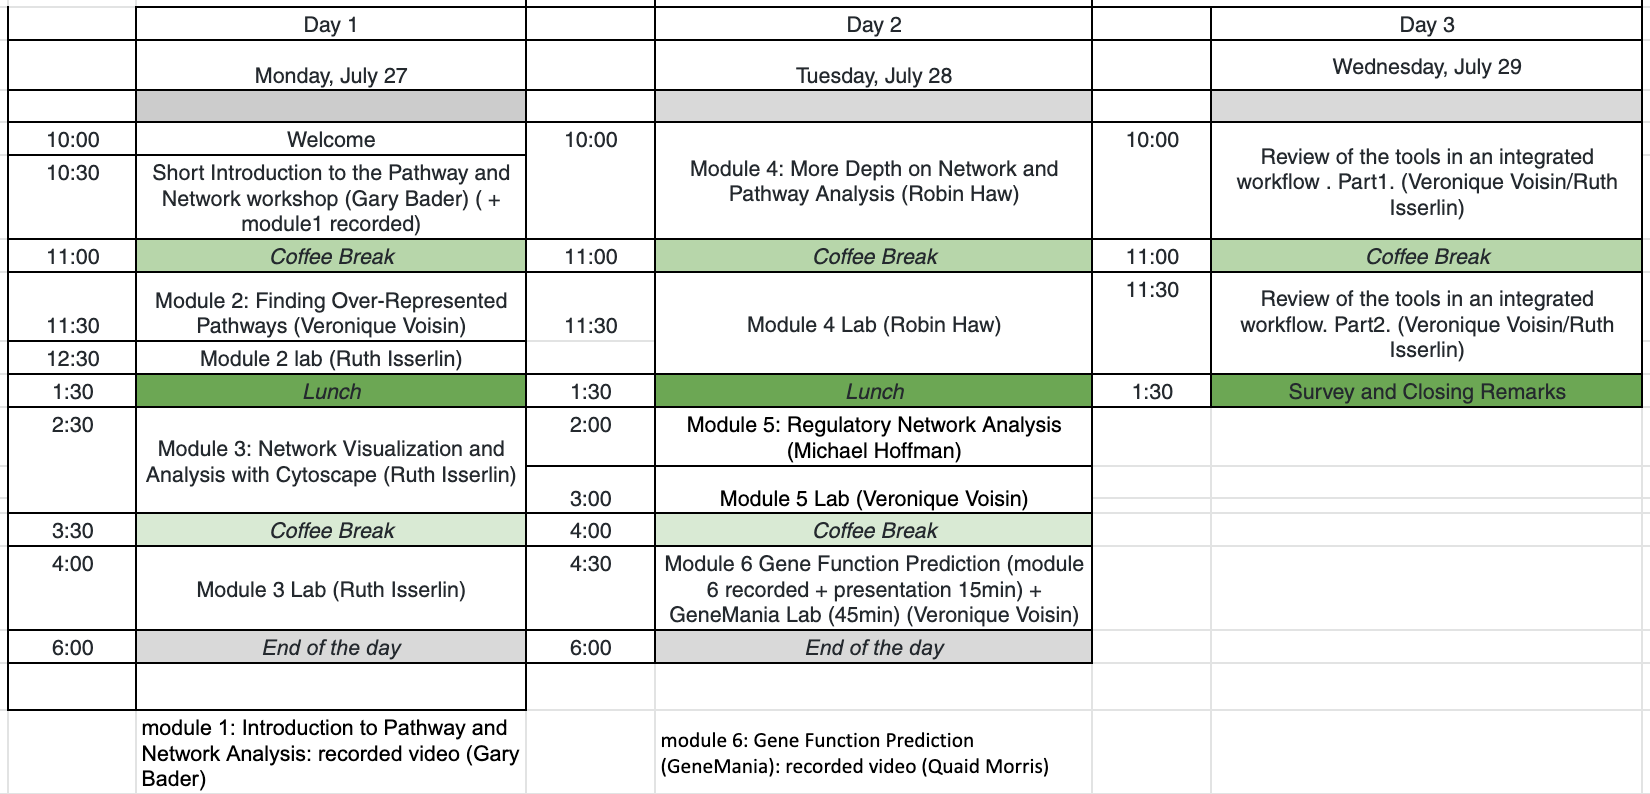 Day 1
Day 2
Day 3
Monday, July 27
Tuesday, July 28
Wednesday, July 29
10:00
Welcome
10:30
Short Introduction to the Pathway and
Network workshop (Gary Bader) ( +
module1 recorded)
10:00
Module 4: More Depth on Network and
Pathway Analysis (Robin Haw)
10:00
Review of the tools in an integrated
workflow . Part1. (Veronique Voisin/Ruth
Isserlin)
11:00
Coffee Break
11:00
Coffee Break
11:00
Coffee Break
11:30
Module 2: Finding Over-Represented
Pathways (Veronique Voisin)
12:30
Module 2 lab (Ruth Isserlin)
11:30
Module 4 Lab (Robin Haw)
11:30
Review of the tools in an integrated
workflow. Part2. (Veronique Voisin/Ruth
Isserlin)
1:30
Lunch
1:30
Lunch
1:30
Survey and Closing Remarks
2:30
Module 3: Network Visualization and
Analysis with Cytoscape (Ruth Isserlin)
2:00
Module 5: Regulatory Network Analysis
(Michael Hoffman)
3:00
Module 5 Lab (Veronique Voisin)
3:30
Coffee Break
4:00
Coffee Break
4:00
Module 3 Lab (Ruth Isserlin)
4:30
Module 6 Gene Function Prediction (module
6 recorded + presentation 15min) +
GeneMania Lab (45min) (Veronique Voisin)
6:00
End of the day
6:00
End of the day
module 1: Introduction to Pathway and
Network Analysis: recorded video (Gary
Bader)
module 6: Gene Function Prediction
(GeneMania): recorded video (Quaid Morris)